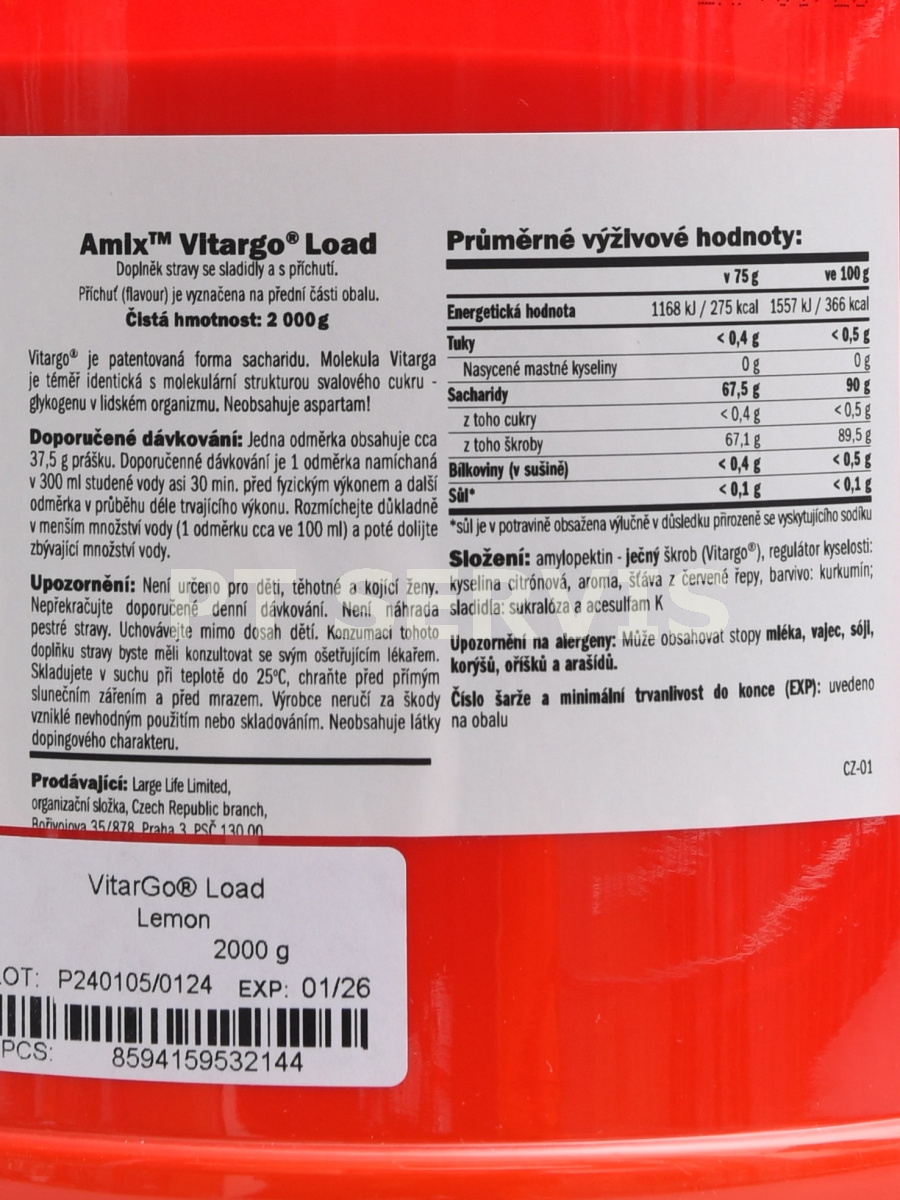 Amix™ Vitargo® Load
Doplněk stravy se sladidly a s příchutí.
Příchuť (flavour) je vyznačena na přední části obalu.
Čistá hmotnost: 2 000 g
Vitargo® je patentovaná forma sacharidu. Molekula Vitarga
je téměř identická s molekulární strukturou svalového cukru -
glykogenu v lidském organizmu. Neobsahuje aspartam!
Doporučené dávkování: Jedna odměrka obsahuje cca
37,5 g prášku. Doporučenné dávkování je 1 odměrka namíchaná
v 300 ml studené vody asi 30 min. před fyzickým výkonem a další
odměrka v průběhu déle trvajícího výkonu. Rozmíchejte důkladně
v menším množství vody (1 odměrku cca ve 100 ml) a poté dolijte
zbývající množství vody.
Upozornění: Není určeno pro děti, těhotné a kojící ženy.
Nepřekračujte doporučené denní dávkování. Není náhrada
pestré stravy. Uchovávejte mimo dosah dětí. Konzumaci tohoto
doplňku stravy byste měli konzultovat se svým ošetřujícím lékařem.
Skladujete v suchu při teplotě do 25°C, chraňte před přímým
slunečním zářením a před mrazem. Výrobce neručí za škody
vzniklé nevhodným použitím nebo skladováním. Neobsahuje látky
dopingového charakteru.
Prodávající: Large Life Limited,
organizační složka, Czech Republic branch,
Bořivojova 35/878, Praha 3, PSČ 130 00
Průměrné výživové hodnoty:
v 75 g ve 100 g
Energetická hodnota 1168 kJ / 275 kcal 1557 kJ / 366 kcal
Tuky < 0,4 g < 0,5 g
Nasycené mastné kyseliny 0 g 0 g
Sacharidy 67,5 g 90 g
z toho cukry < 0,4 g < 0,5 g
z toho škroby 67,1 g 89,5 g
Bílkoviny (v sušině) < 0,4 g < 0,5 g
Sůl* < 0,1 g < 0,1 g
*sůl je v potravině obsažena výlučně v důsledku přirozeně se vyskytujícího sodíku
Složení: amylopektin - ječný škrob (Vitargo®), regulátor kyselosti:
kyselina citrónová, aroma, šťáva z červené řepy, barvivo: kurkumin;
sladidla: sukralóza a acesulfam K
Upozornění na alergeny: Může obsahovat stopy mléka, vajec, sóji,
korýšů, oříšků a arašídů.
Číslo šarže a minimální trvanlivost do konce (EXP): uvedeno
na obalu
CZ-01
PT SERVIS
VitarGo® Load
Lemon
2000 g
LOT: P240105/0124 EXP: 01/26
PCS: 8594159532144